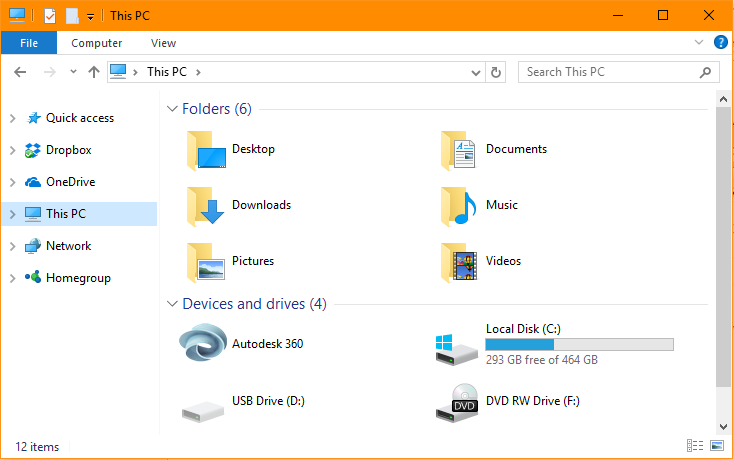 This PC
File
Computer
View
This PC
Search This PC
Quick access
Dropbox
OneDrive
This PC
Network
Homegroup
Folders (6)
Desktop
Documents
Downloads
Music
Pictures
Videos
Devices and drives (4)
Autodesk 360
Local Disk (C:)
293 GB free of 464 GB
USB Drive (D:)
DVD
DVD RW Drive (F:)
12 items